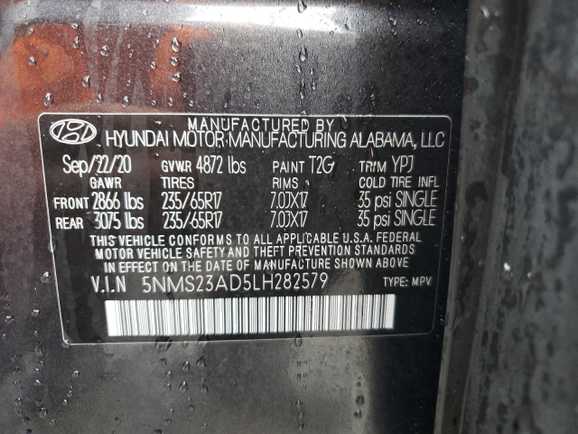 MANUFACTURED BY
HYUNDAI MOTOR MANUFACTURING ALABAMA, LLC
Sep/22/20 GVWR 4872 lbs PAINT T2G TRIM YPJ
GAWR TIRES RIMS COLD TIRE INFL
FRONT 2866 lbs 235/65R17 7.0JX17 35 psi SINGLE
REAR 3075 lbs 235/65R17 7.0JX17 35 psi SINGLE
THIS VEHICLE CONFORMS TO ALL APPLICABLE U.S.A. FEDERAL
MOTOR VEHICLE SAFETY AND THEFT PREVENTION STANDARDS
IN EFFECT ON THE DATE OF MANUFACTURE SHOWN ABOVE.
V.I.N 5NMS23AD5LH282579 TYPE: MPV